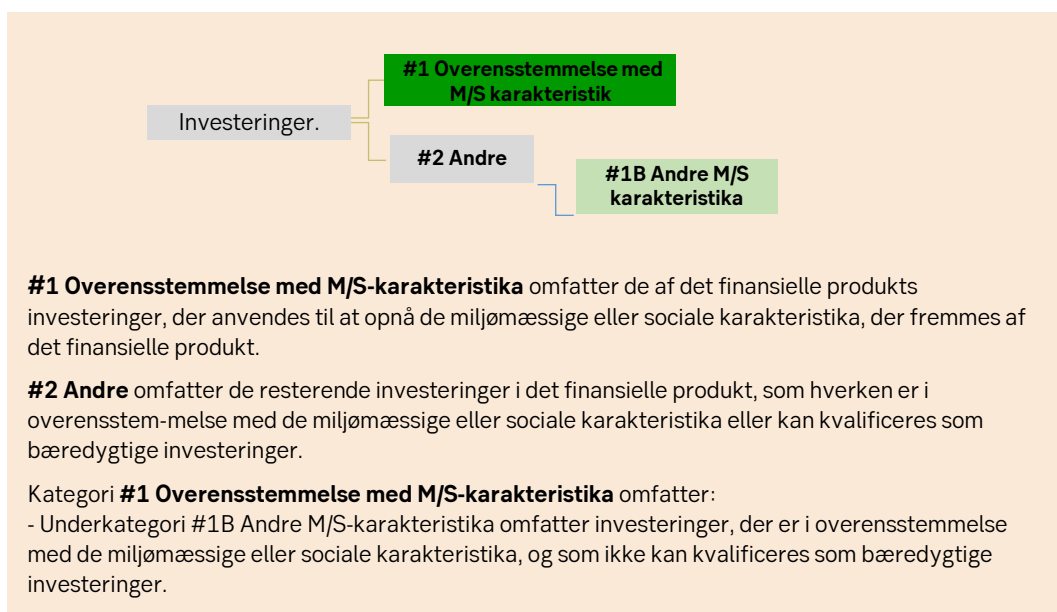 #1 Overensstemmelse med
M/S karakteristik
Investeringer.
#2 Andre
#1B Andre M/S
karakteristika
#1 Overensstemmelse med M/S-karakteristika omfatter de af det finansielle produkts
investeringer, der anvendes til at opnå de miljømæssige eller sociale karakteristika, der fremmes af
det finansielle produkt.
#2 Andre omfatter de resterende investeringer i det finansielle produkt, som hverken er i
overensstem-melse med de miljømæssige eller sociale karakteristika eller kan kvalificeres som
bæredygtige investeringer.
Kategori #1 Overensstemmelse med M/S-karakteristika omfatter:
- Underkategori #1B Andre M/S-karakteristika omfatter investeringer, der er i overensstemmelse
med de miljømæssige eller sociale karakteristika, og som ikke kan kvalificeres som bæredygtige
investeringer.